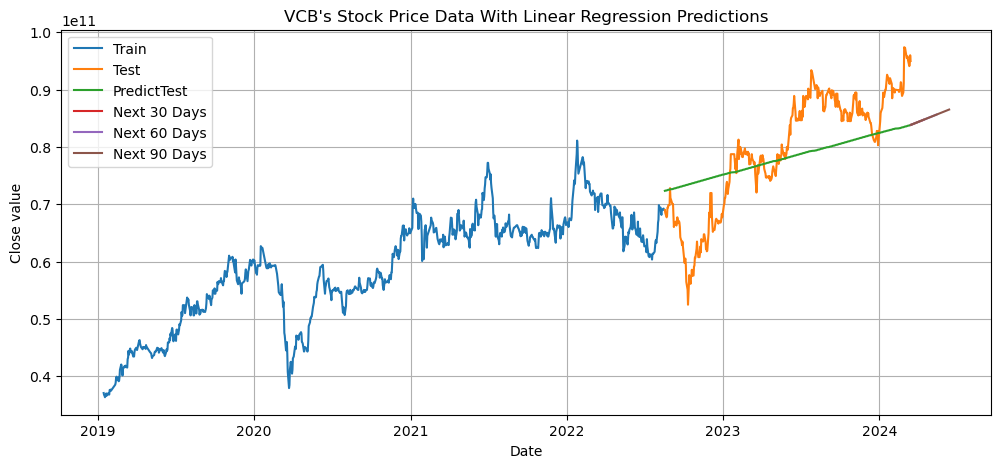 VCB's Stock Price Data With Linear Regression Predictions
1e11
Train
Test
PredictTest
Next 30 Days
Next 60 Days
Next 90 Days
1.0
0.9
0.8
0.7
0.6
0.5
0.4
Close value
2019 2020 2021 2022 2023 2024
Date